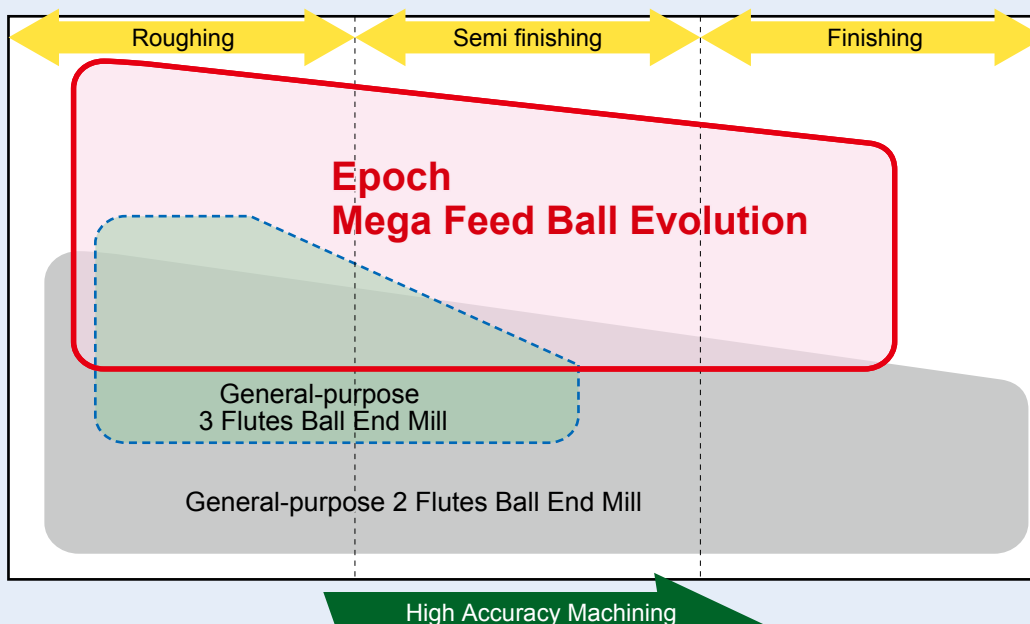 Roughing
Semi finishing
Finishing
Epoch
Mega Feed Ball Evolution
General-purpose
3 Flutes Ball End Mill
General-purpose 2 Flutes Ball End Mill
High Accuracy Machining